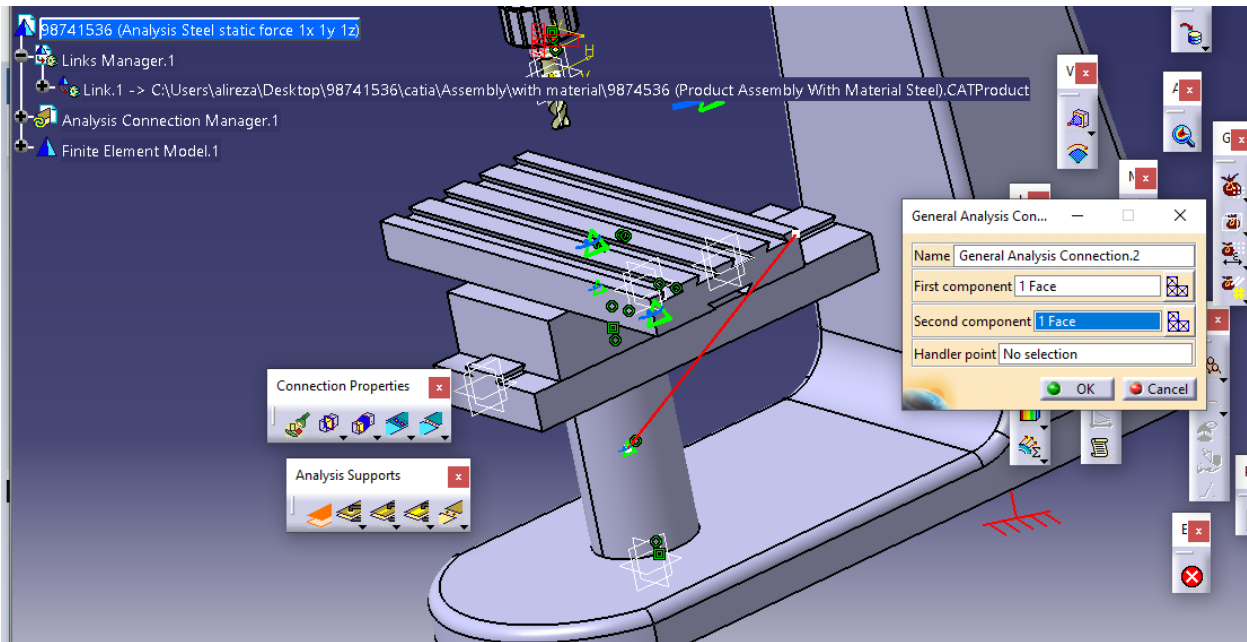 98741536 (Analysis Steel static force 1x 1y 1z)
Links Manager.1
Link.1 -> C:\Users\alireza\Desktop\98741536\catia\Assembly\with material\9874536 (Product Assembly With Material Steel).CATProduct
Analysis Connection Manager.1
Finite Element Model.1
H
V x
A x
G x
M x
General Analysis Con...
Name General Analysis Connection.2
First component 1 Face
Second component 1 Face
Handler point No selection
OK Cancel
x
Connection Properties x
Analysis Supports x
E x